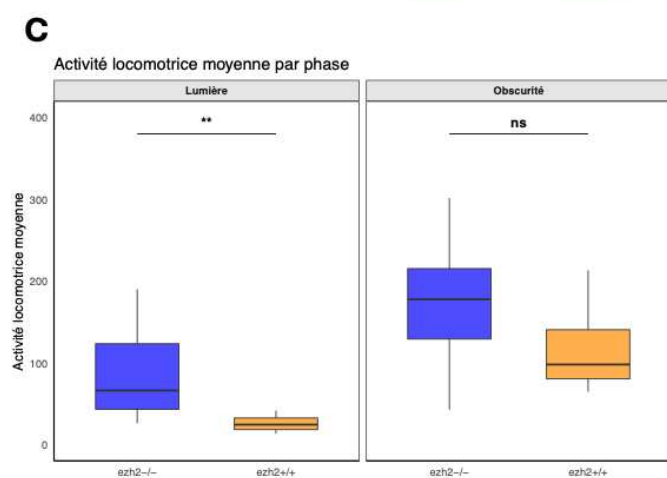 C
Activité locomotrice moyenne par phase
Lumière
Obscurité
**
ns
Activité locomotrice moyenne
400
300
200
100
0
ezh2−/−
ezh2+/+
ezh2−/−
ezh2+/+